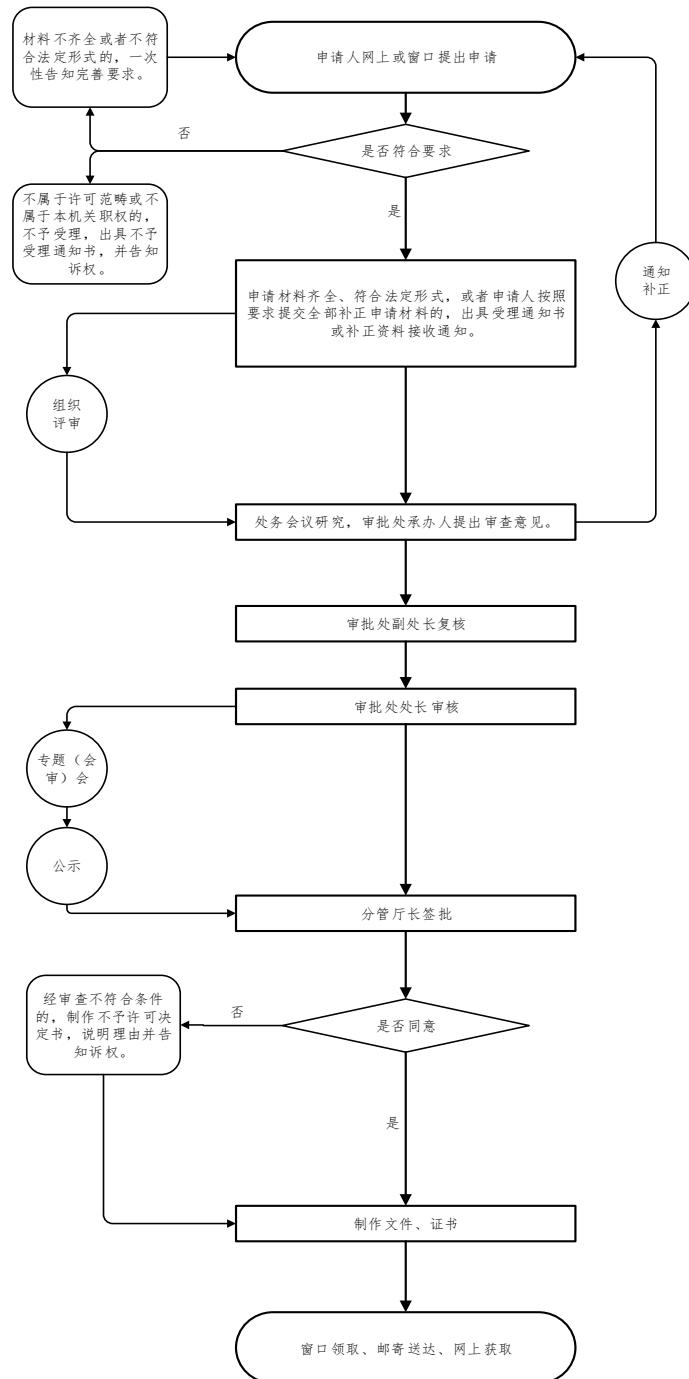 材料不齐全或者不符
合法定形式的，一次
性告知完善要求。
申请人网上或窗口提出申请
否
是否符合要求
不属于许可范畴或不
属于本机关职权的，
不予受理，出具不予
受理通知书，并告知
诉权。
是
通知
补正
申请材料齐全、符合法定形式，或者申请人按照
要求提交全部补正申请材料的，出具受理通知书
或补正资料接收通知。
组织
评审
处务会议研究，审批处承办人提出审查意见。
审批处副处长复核
审批处处长审核
专题（会
审）会
公示
分管厅长签批
经审查不符合条件
的，制作不予许可决
定书，说明理由并告
知诉权。
否
是否同意
是
制作文件、证书
窗口领取、邮寄送达、网上获取